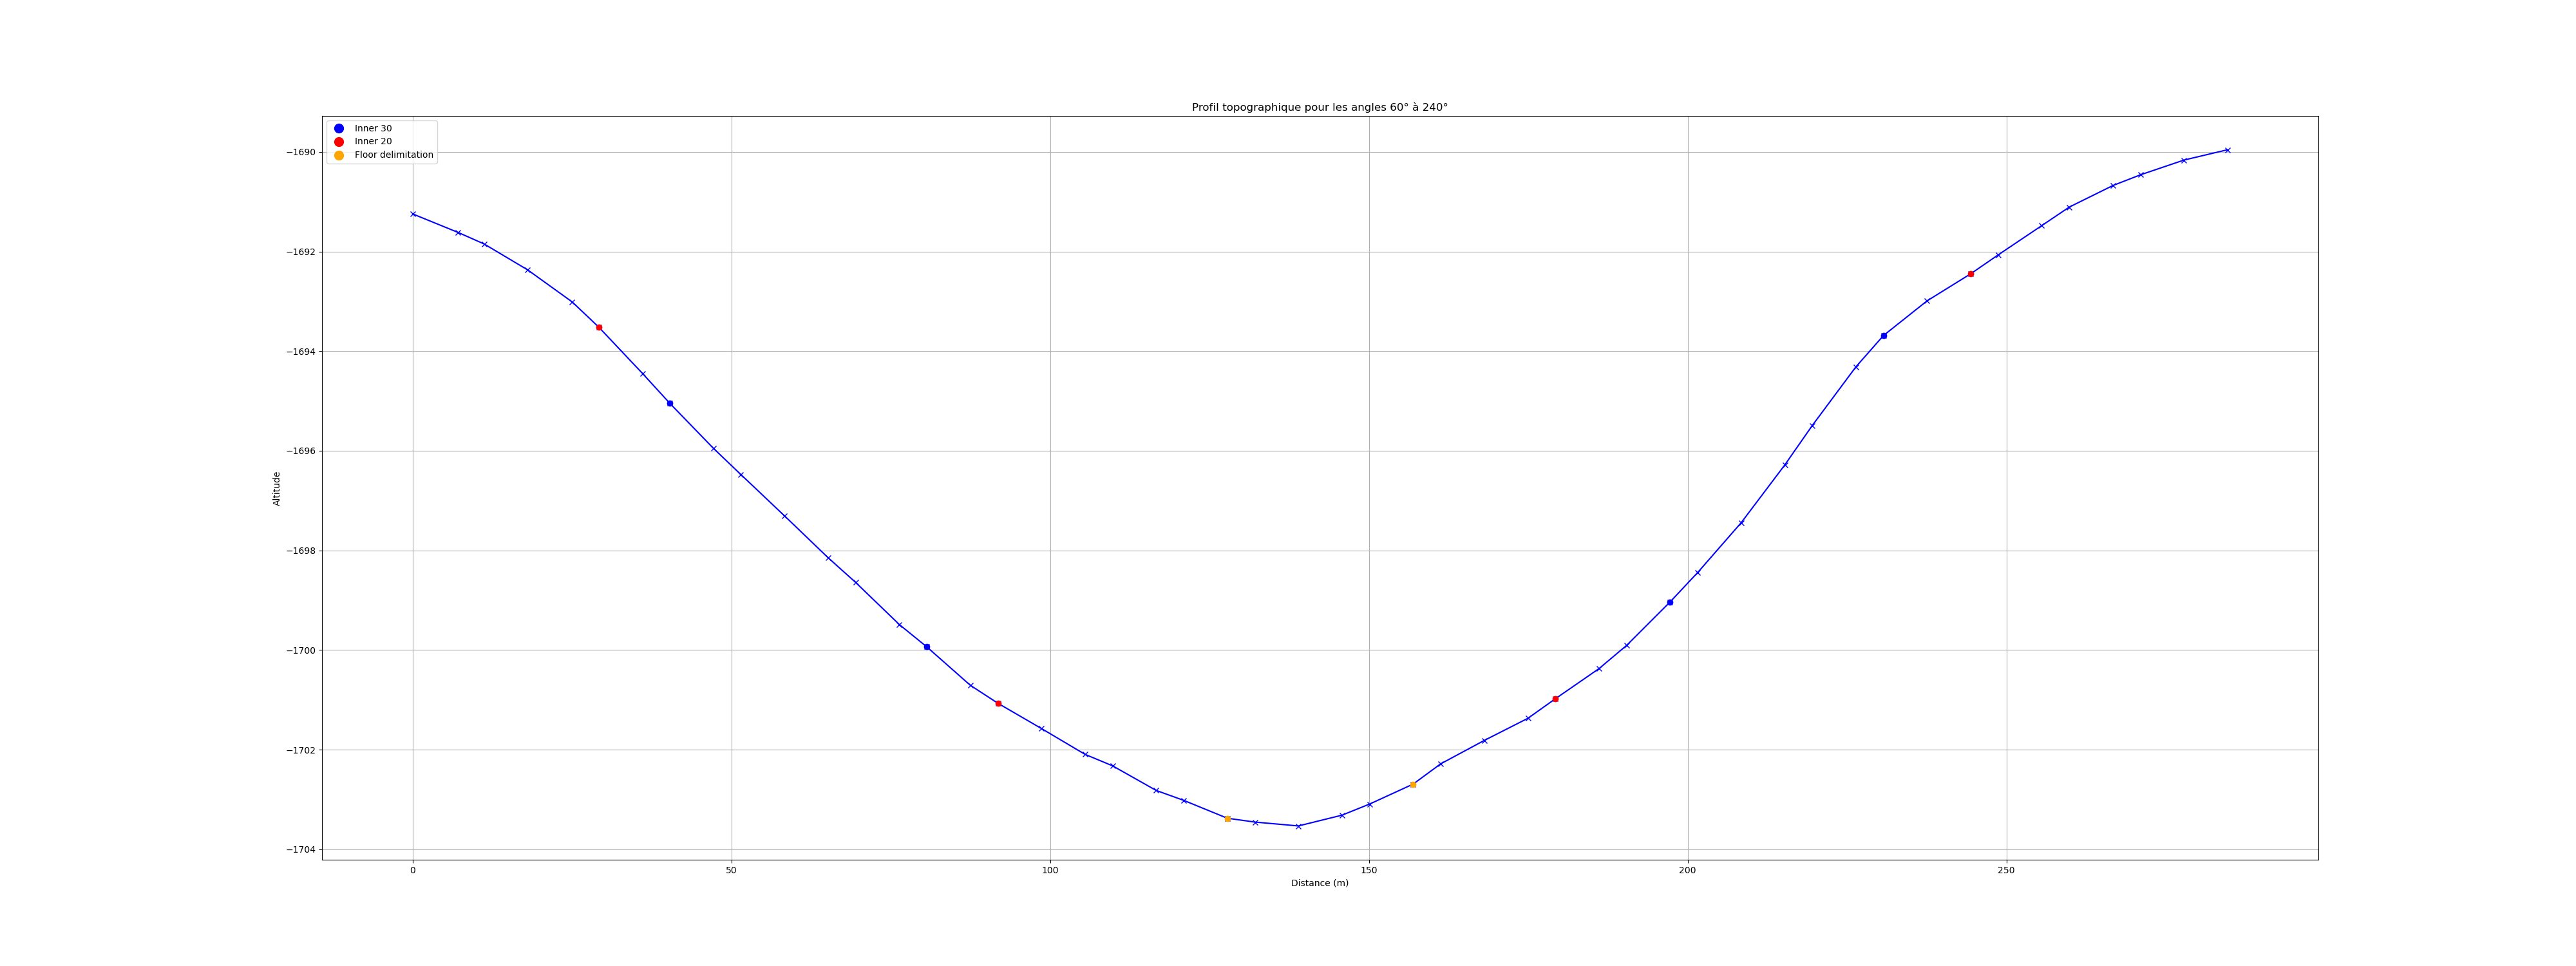 Profil topographique pour les angles 60° à 240°
Inner 30
Inner 20
Floor delimitation
−1690
−1692
−1694
−1696
−1698
−1700
−1702
−1704
Altitude
0
50
100
150
200
250
Distance (m)